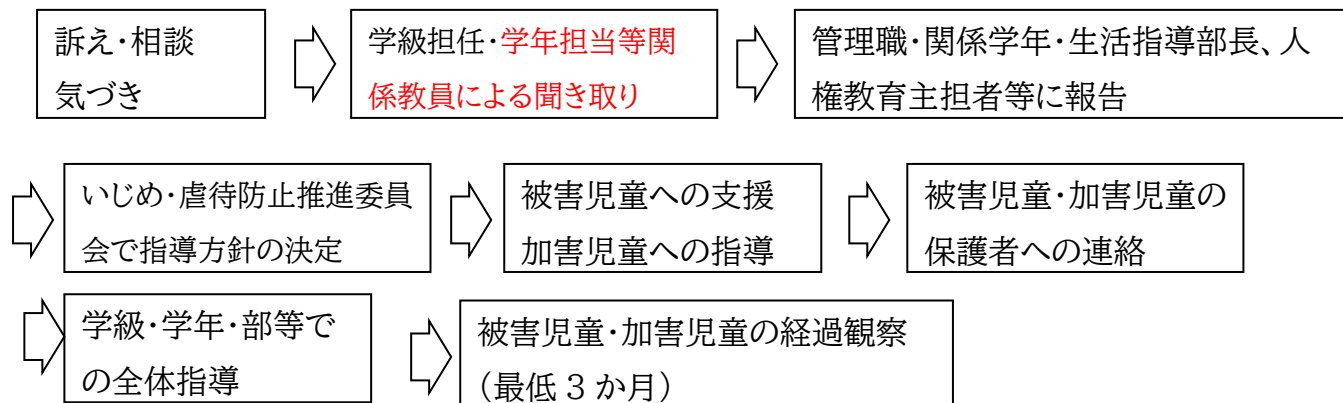 訴え・相談
気づき
学級担任・学年担当等関
係教員による聞き取り
管理職・関係学年・生活指導部長、人
権教育主担者等に報告
いじめ・虐待防止推進委員
会で指導方針の決定
被害児童への支援
加害児童への指導
被害児童・加害児童の
保護者への連絡
学級・学年・部等で
の全体指導
被害児童・加害児童の経過観察
（最低 3 か月）